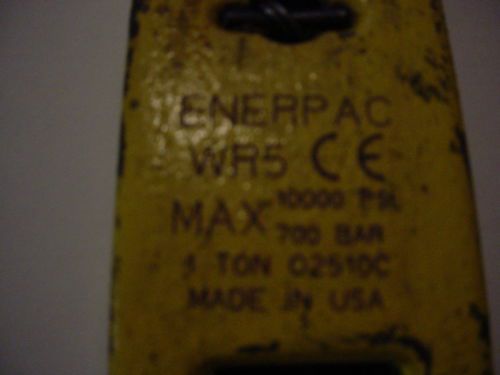 ENERPAC
WR5 CE
MAX 10000 PSI
700 BAR
1 TON 02510C
MADE IN USA